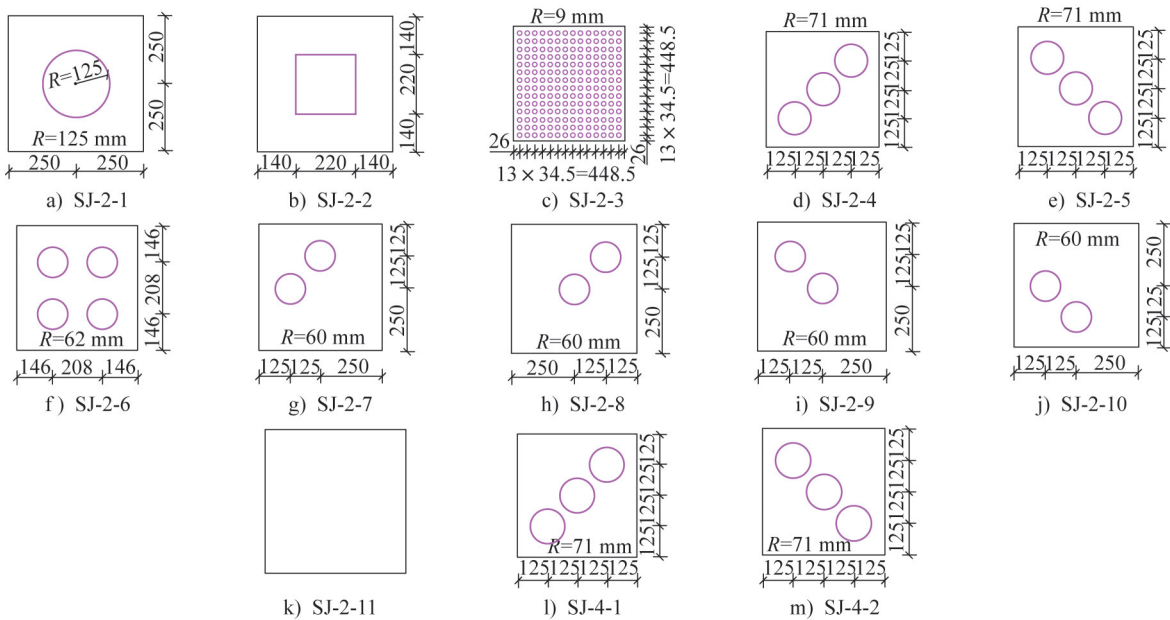 R=125
R=125 mm
250
250
250
250
a) SJ-2-1
140
220
140
140
220
140
b) SJ-2-2
R=9 mm
26
26
13 × 34.5=448.5
13 × 34.5=448.5
c) SJ-2-3
R=71 mm
125
125
125
125
125
125
125
125
d) SJ-2-4
R=71 mm
125
125
125
125
125
125
125
125
e) SJ-2-5
R=62 mm
146
208
146
146
208
146
f) SJ-2-6
R=60 mm
125
125
250
125
125
250
g) SJ-2-7
R=60 mm
125
125
250
250
125
125
h) SJ-2-8
R=60 mm
125
125
250
125
125
250
i) SJ-2-9
R=60 mm
250
125
125
125
125
250
j) SJ-2-10
k) SJ-2-11
R=71 mm
125
125
125
125
125
125
125
125
l) SJ-4-1
R=71 mm
125
125
125
125
125
125
125
125
m) SJ-4-2